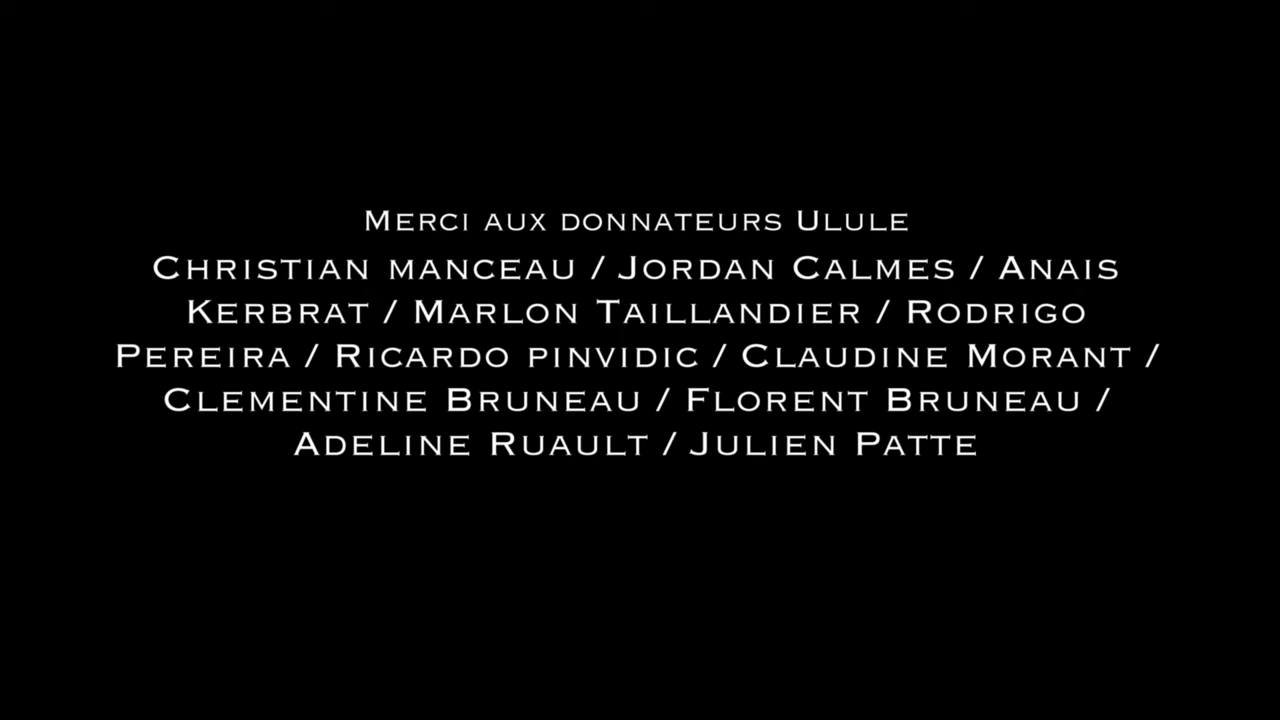 Merci aux donnateurs Ulule
Christian manceau / Jordan Calmes / Anais
Kerbrat / Marlon Taillandier / Rodrigo
Pereira / Ricardo pinvidic / Claudine Morant /
Clementine Bruneau / Florent Bruneau /
Adeline Ruault / Julien Patte